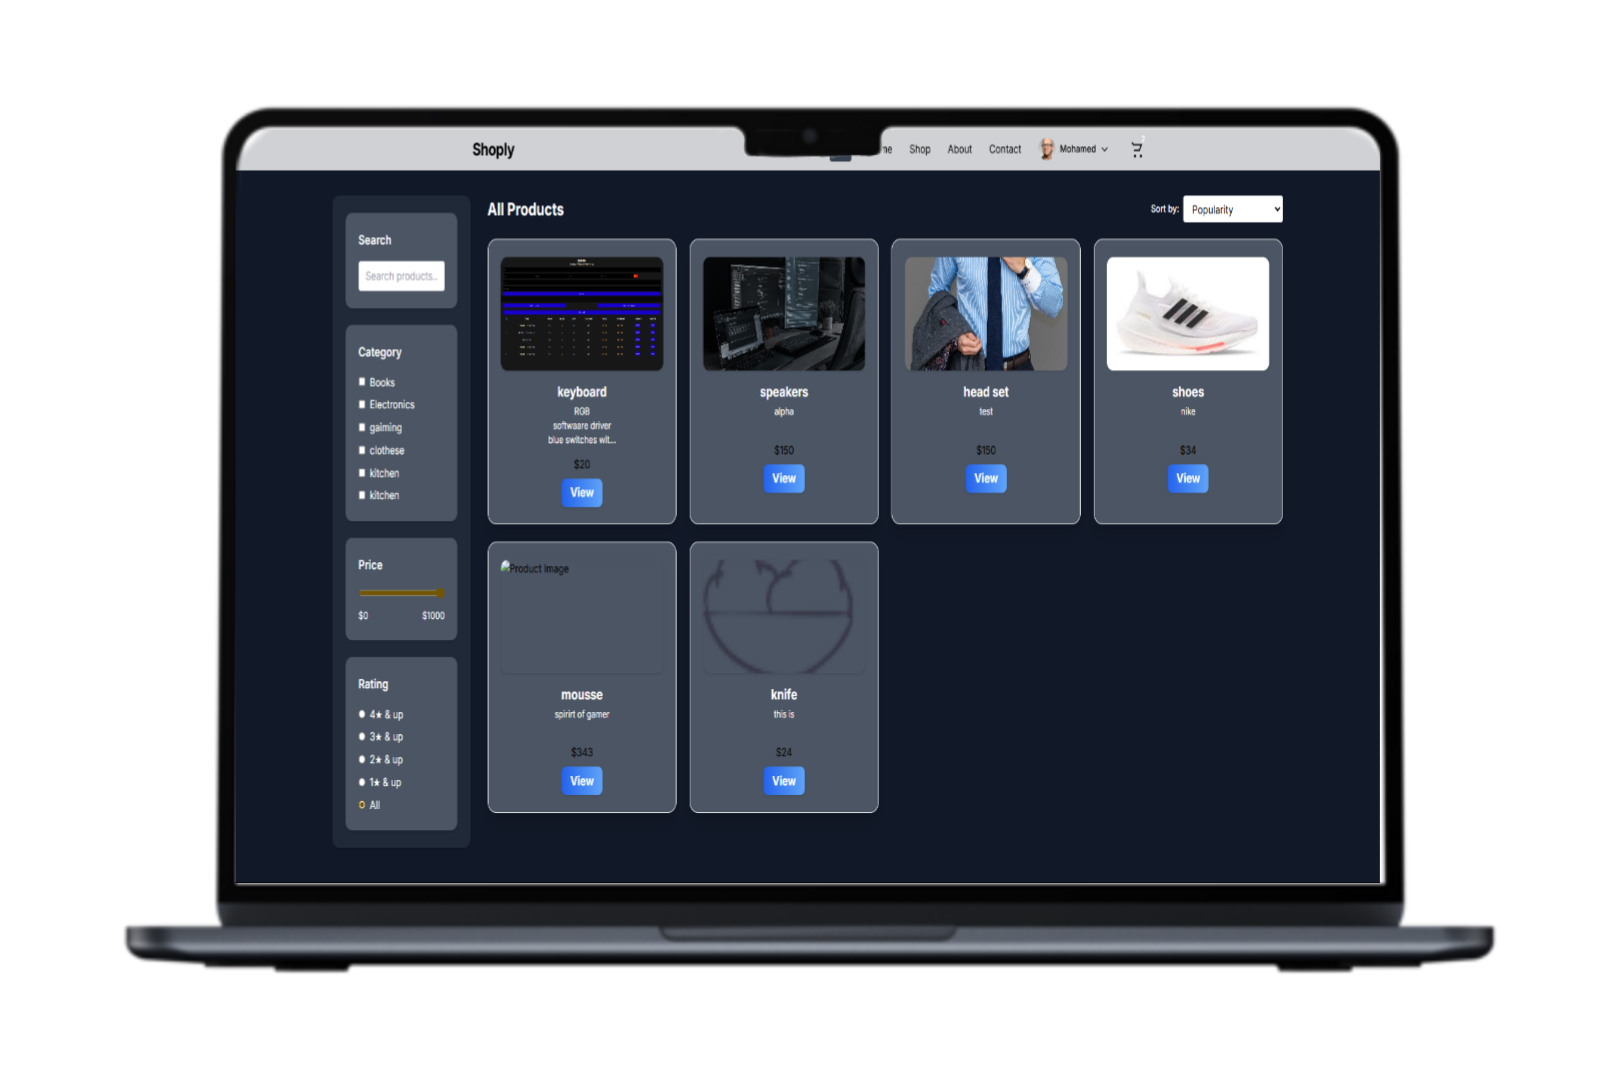 Shoply
me Shop About Contact Mohamed
All Products
Sort by: Popularity
Search
Search products..
Category
Books
Electronics
gaiming
clothese
kitchen
kitchen
Price
$0 $1000
Rating
4★ & up
3★ & up
2★ & up
1★ & up
All
keyboard
RGB
softwaare driver
blue switches wit...
$20
View
speakers
alpha
$150
View
head set
test
$150
View
shoes
nike
$34
View
Product Image
mousse
spirirt of gamer
$343
View
knife
this is
$24
View